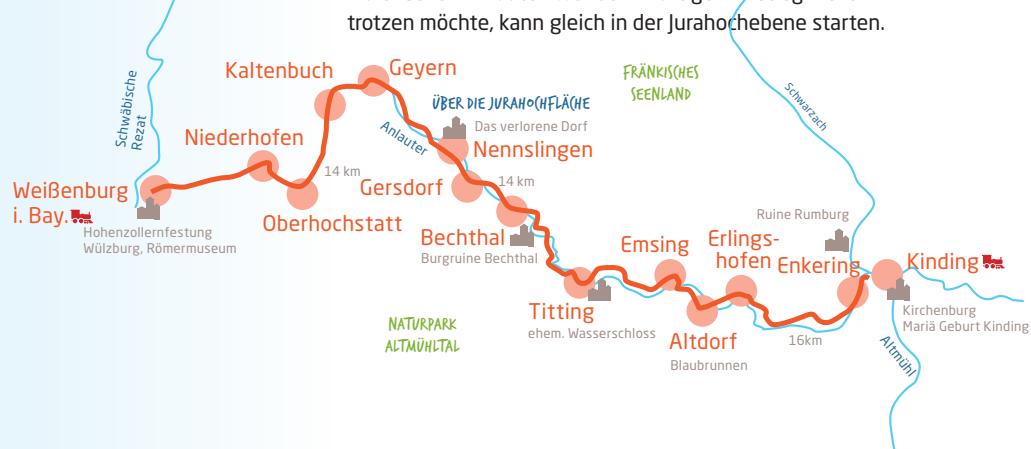 trotzen möchte, kann gleich in der Jurahochebene starten.
Kaltenbuch
Geyern
FRÄNKISCHES
SEENLAND
ÜBER DIE JURAHOCHFLÄCHE
Das verlorene Dorf
Schwäbische
Rezat
Anlauter
Schwarzach
Niederhofen
Nennslingen
14 km
14 km
Gersdorf
Weißenburg
i. Bay.
Oberhochstatt
Hohenzollernfestung
Wülzburg, Römermuseum
Bechthal
Burgruine Bechthal
Ruine Rumburg
Emsing
Erlings-
hofen
Enkering
Kinding
Titting
ehem. Wasserschloss
Kirchenburg
Mariä Geburt Kinding
NATURPARK
ALTMÜHLTAL
Altdorf
Blaubrunnen
16km
Altmühl